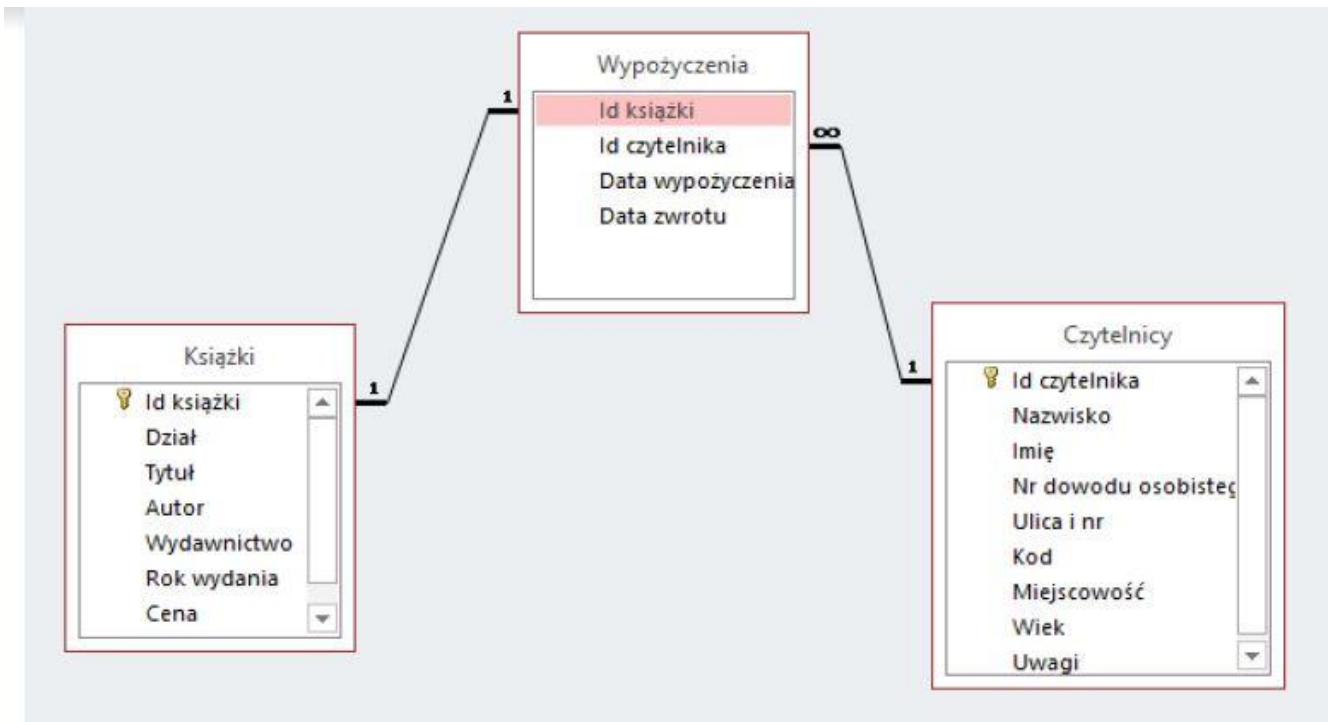 Wypożyczenia
1
Id książki
∞
Id czytelnika
Data wypożyczenia
Data zwrotu
Książki
1
Id książki
Dział
Tytuł
Autor
Wydawnictwo
Rok wydania
Cena
Czytelnicy
1
Id czytelnika
Nazwisko
Imię
Nr dowodu osobisteg
Ulica i nr
Kod
Miejscowość
Wiek
Uwagi